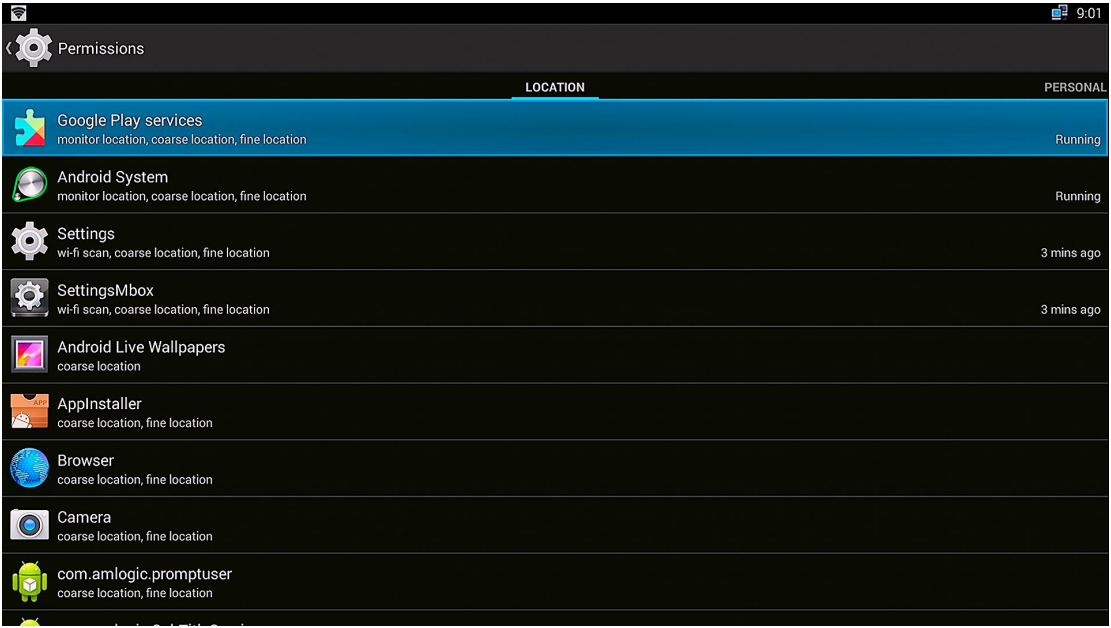 9:01
Permissions
LOCATION
PERSONAL
Google Play services
monitor location, coarse location, fine location
Running
Android System
monitor location, coarse location, fine location
Running
Settings
wi-fi scan, coarse location, fine location
3 mins ago
SettingsMbox
wi-fi scan, coarse location, fine location
3 mins ago
Android Live Wallpapers
coarse location
APP
AppInstaller
coarse location, fine location
Browser
coarse location, fine location
Camera
coarse location, fine location
com.amlogic.promptuser
coarse location, fine location